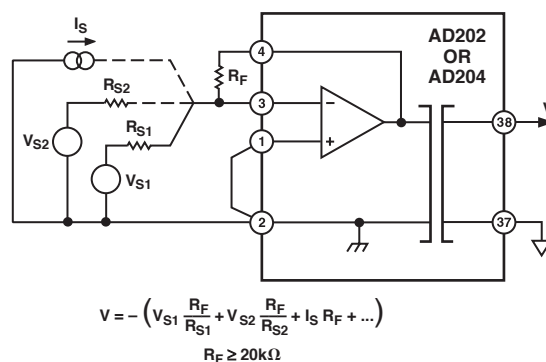 I_S
R_S2
R_F
V_S2
R_S1
V_S1
4
3
1
2
−
+
AD202
OR
AD204
38
37
V
V = – (V_S1 R_F/R_S1 + V_S2 R_F/R_S2 + I_S R_F + ...)
R_F ≥ 20kΩ